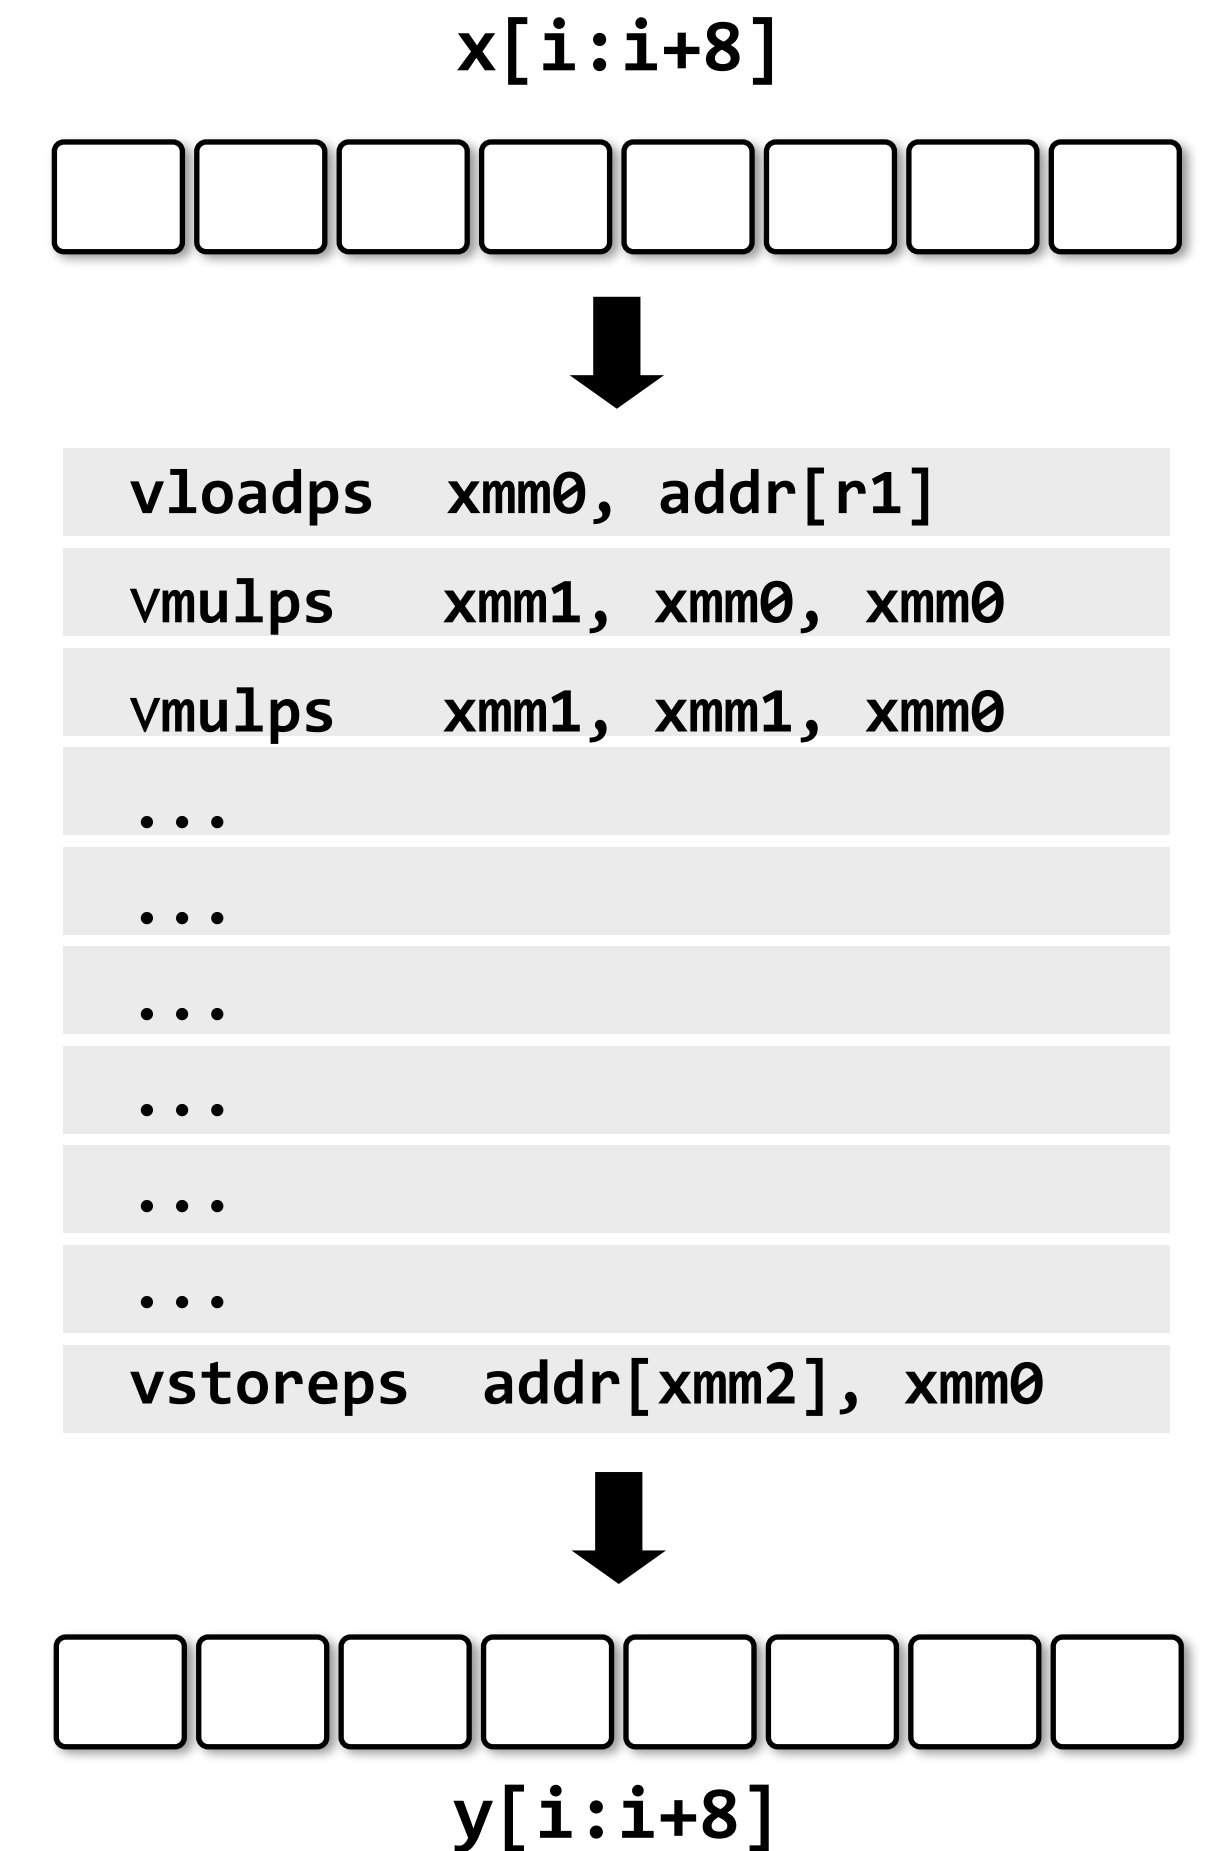 x[i:i+8]
vloadps  xmm0, addr[r1]
vmulps   xmm1, xmm0, xmm0
vmulps   xmm1, xmm1, xmm0
...
...
...
...
...
...
vstoreps  addr[xmm2], xmm0
y[i:i+8]